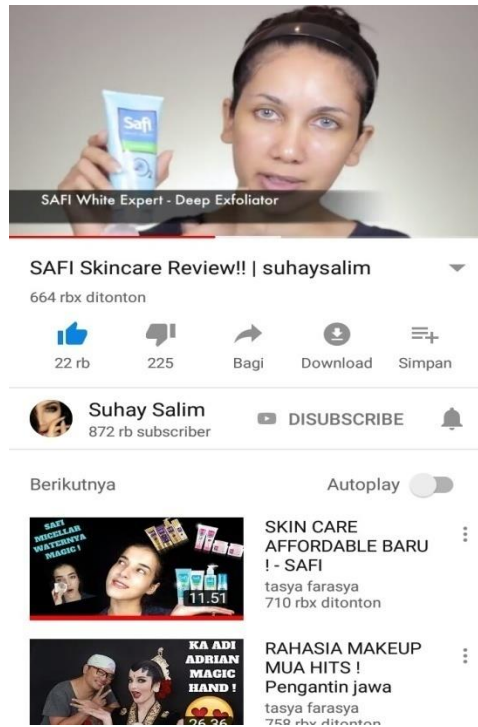 Safi
SAFI White Expert - Deep Exfoliator
SAFI Skincare Review!! | suhaysalim
664 rbx ditonton
22 rb 225 Bagi Download Simpan
Suhay Salim
872 rb subscriber
DISUBSCRIBE
Berikutnya Autoplay
SAFI
MICELLAR
WATERNYA
MAGIC !
11.51
SKIN CARE
AFFORDABLE BARU
! - SAFI
tasya farasya
710 rbx ditonton
KA ADI
ADRIAN
MAGIC
HAND !
26.36
RAHASIA MAKEUP
MUA HITS !
Pengantin jawa
tasya farasya
758 rbx ditonton